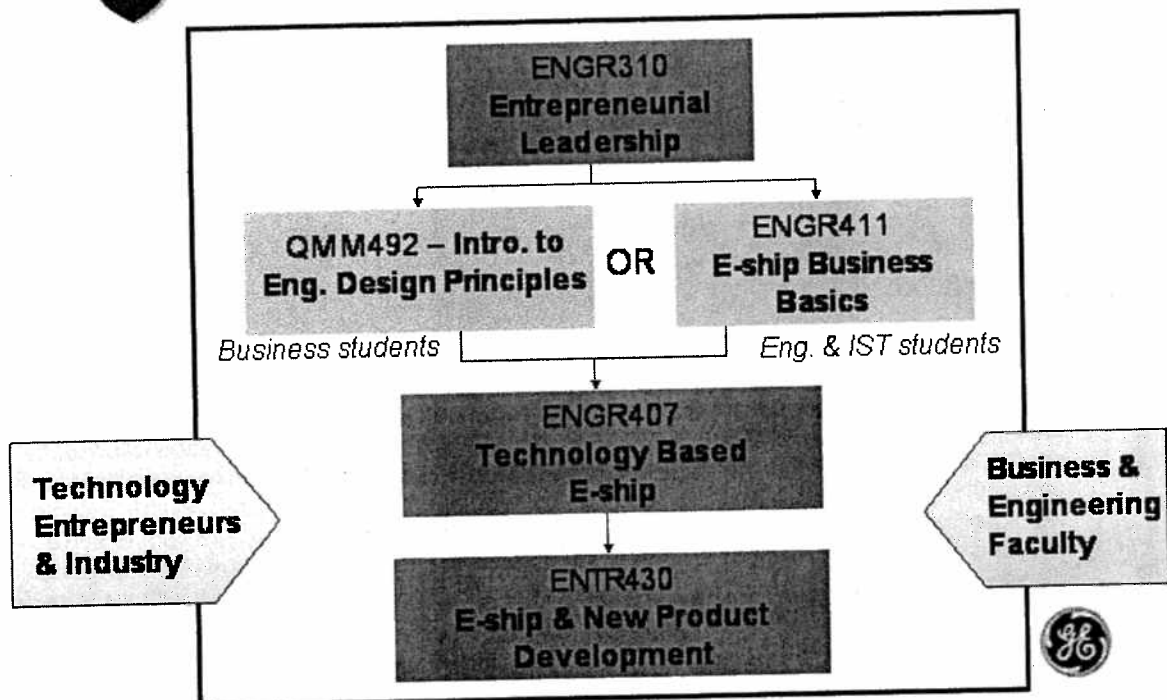 ENGR310
Entrepreneurial
Leadership
QMM492 – Intro. to
Eng. Design Principles
OR
ENGR411
E-ship Business
Basics
Business students
Eng. & IST students
ENGR407
Technology Based
E-ship
Technology
Entrepreneurs
& Industry
Business &
Engineering
Faculty
ENTR430
E-ship & New Product
Development
GE